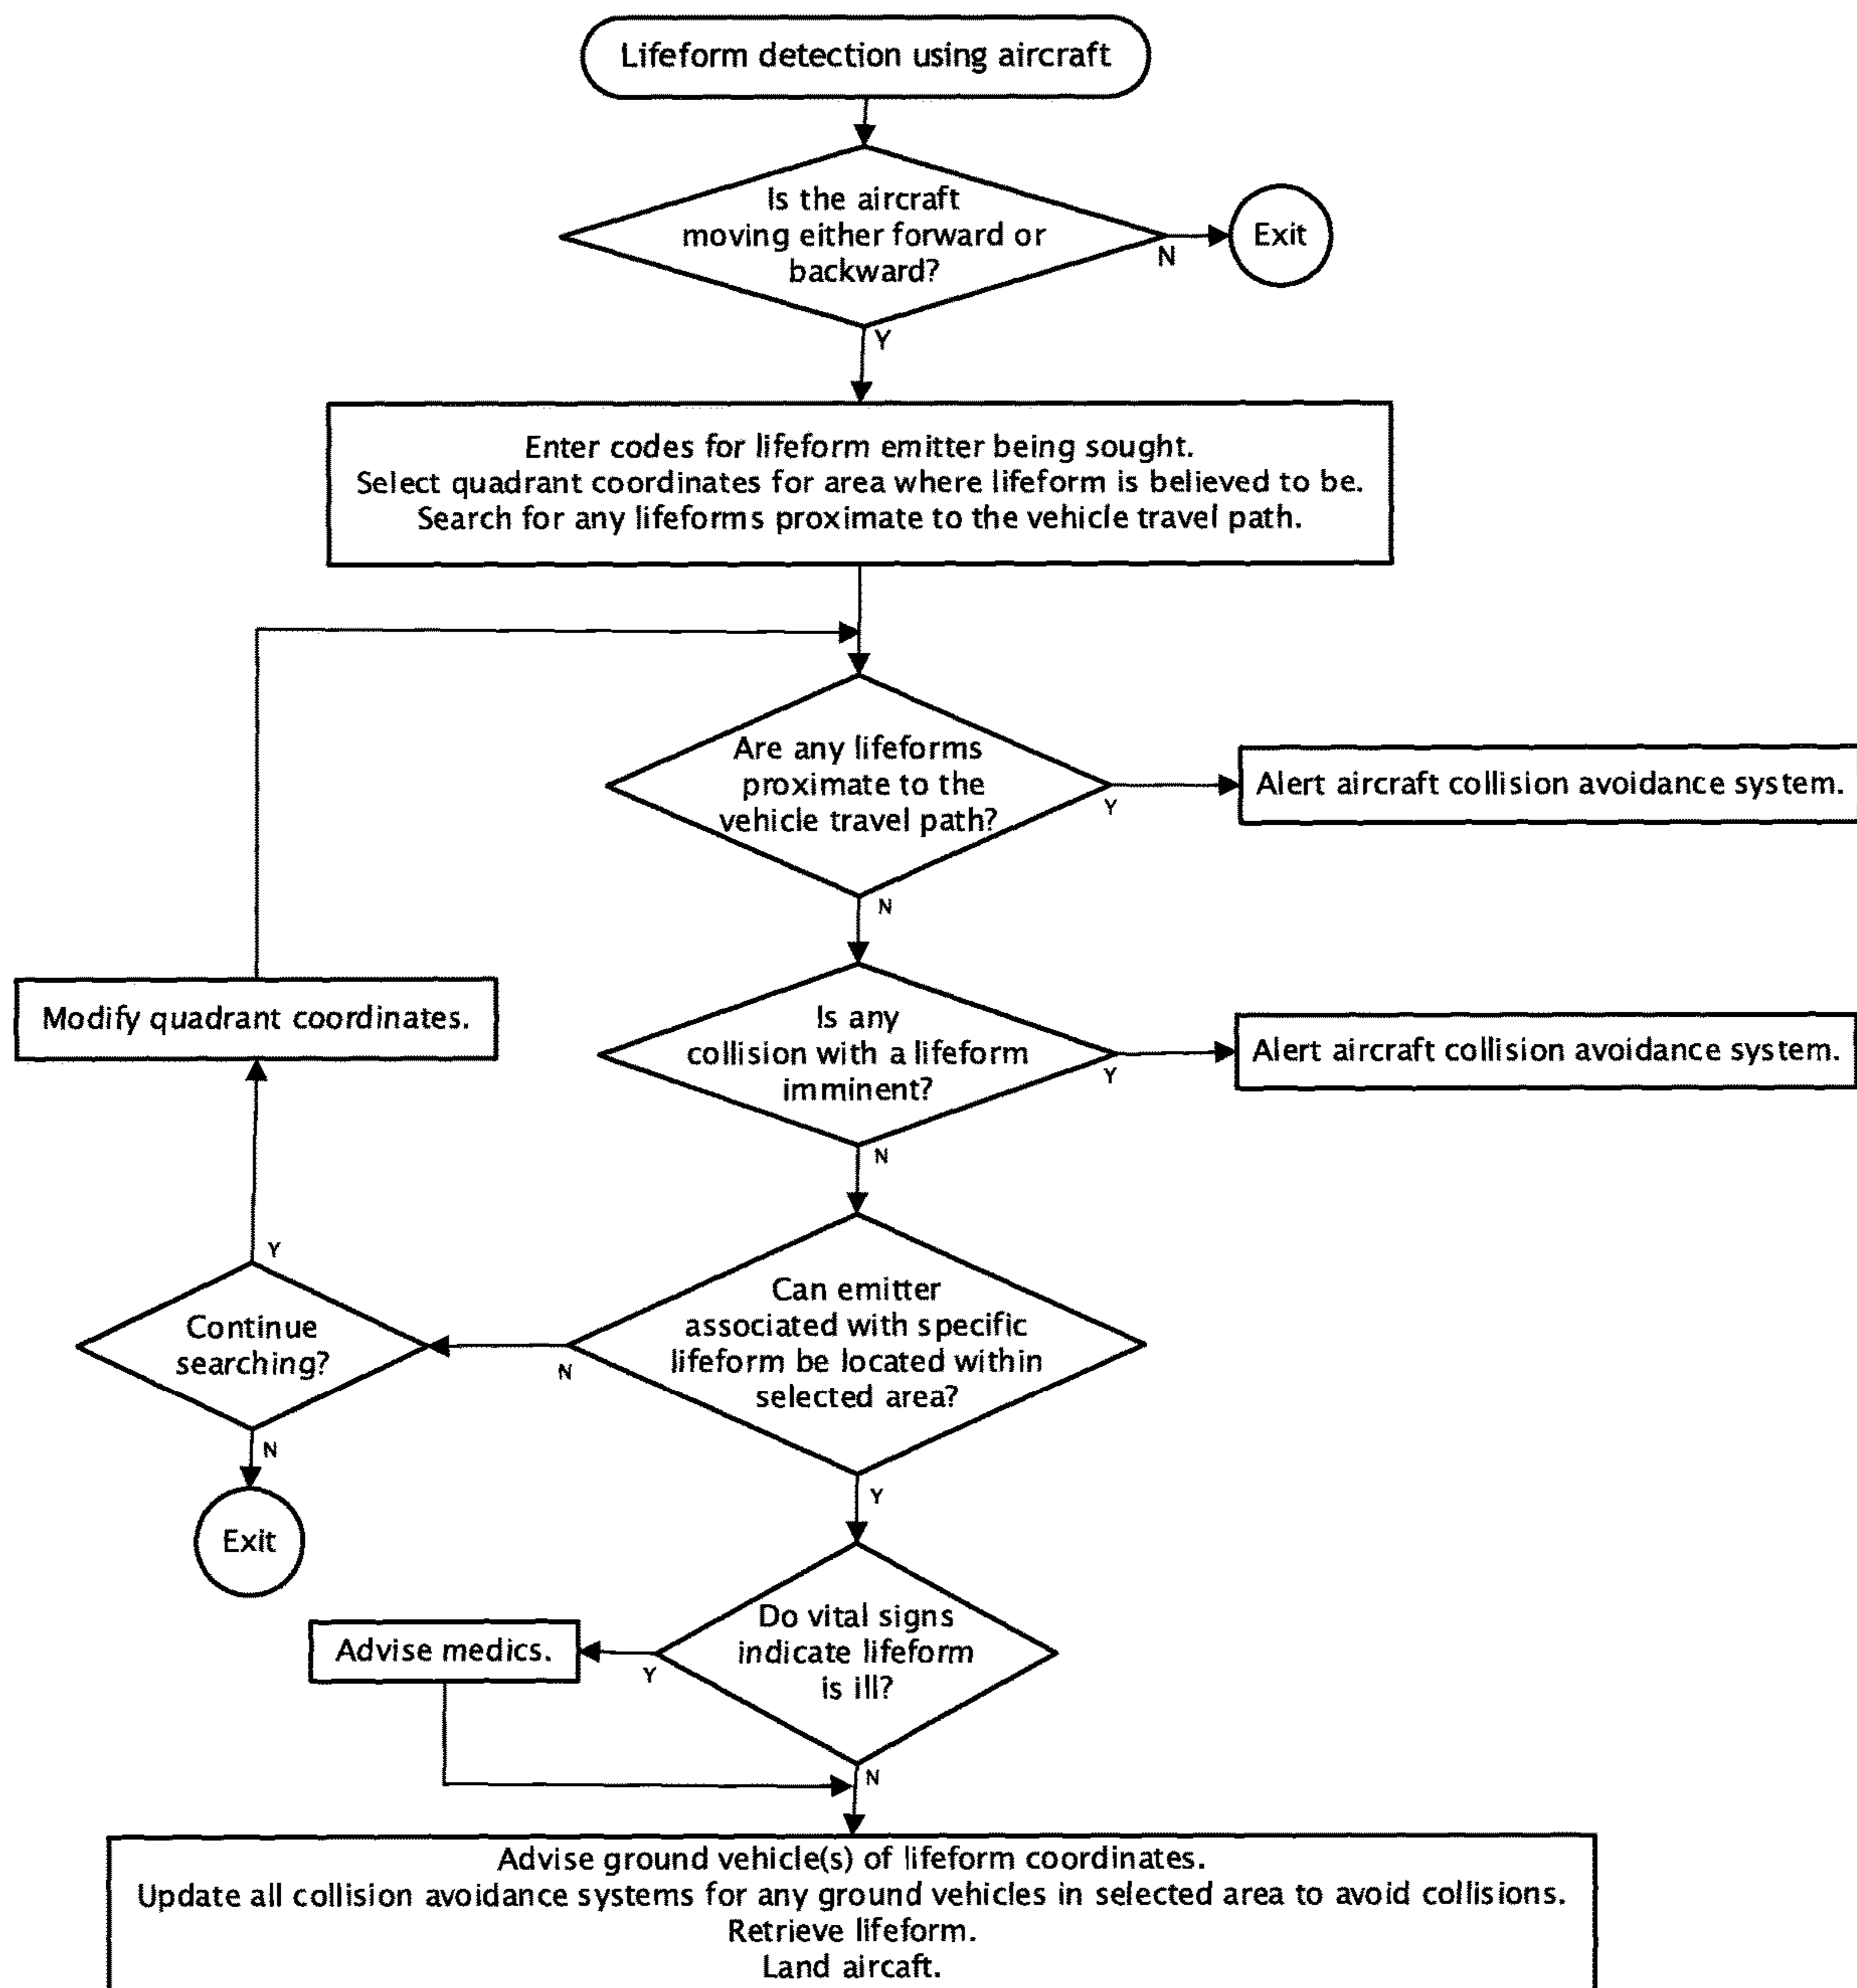 Lifeform detection using aircraft
Is the aircraft
moving either forward or
backward?
N
Exit
Y
Enter codes for lifeform emitter being sought.
Select quadrant coordinates for area where lifeform is believed to be.
Search for any lifeforms proximate to the vehicle travel path.
Are any lifeforms
proximate to the
vehicle travel path?
Y
Alert aircraft collision avoidance system.
N
Modify quadrant coordinates.
Is any
collision with a lifeform
imminent?
Y
Alert aircraft collision avoidance system.
N
Y
Continue
searching?
N
Exit
Can emitter
associated with specific
lifeform be located within
selected area?
N
Y
Do vital signs
indicate lifeform
is ill?
Y
Advise medics.
N
Advise ground vehicle(s) of lifeform coordinates.
Update all collision avoidance systems for any ground vehicles in selected area to avoid collisions.
Retrieve lifeform.
Land aircaft.